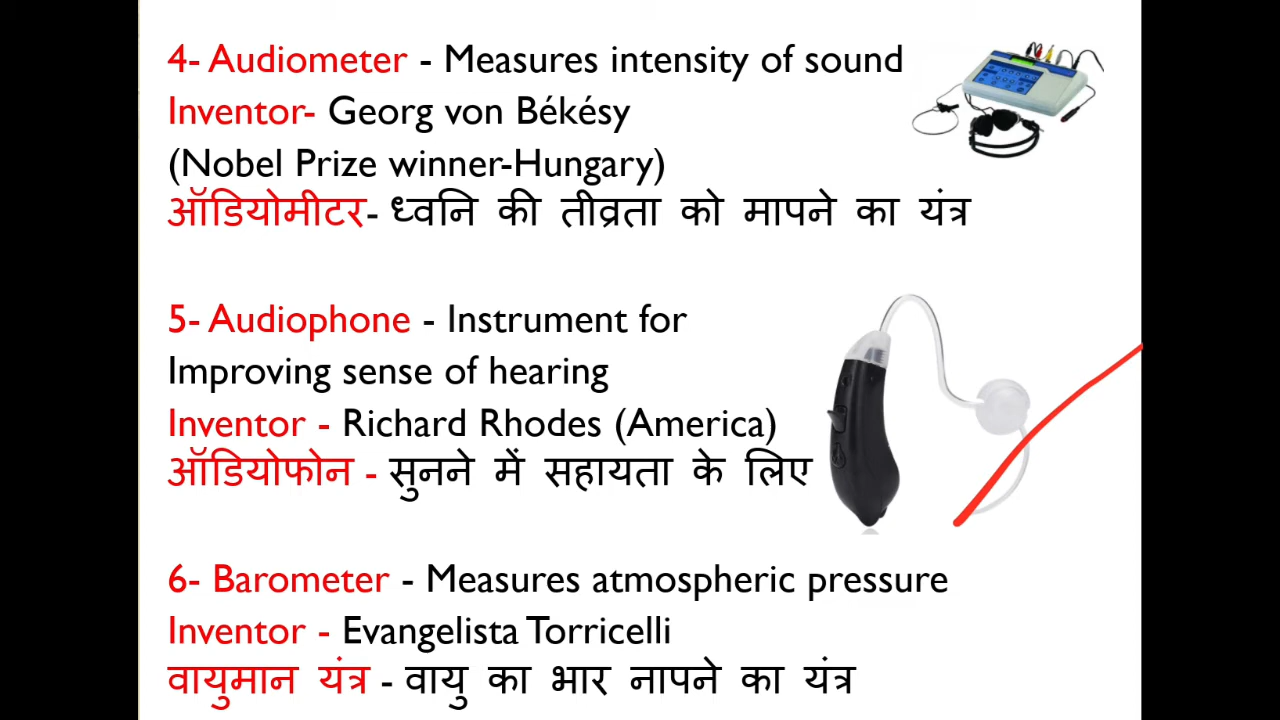 4- Audiometer - Measures intensity of sound
Inventor- Georg von Békésy
(Nobel Prize winner-Hungary)
ऑडियोमीटर- ध्वनि की तीव्रता को मापने का यंत्र
5- Audiophone - Instrument for
Improving sense of hearing
Inventor - Richard Rhodes (America)
ऑडियोफोन - सुनने में सहायता के लिए
6- Barometer - Measures atmospheric pressure
Inventor - Evangelista Torricelli
वायुमान यंत्र - वायु का भार नापने का यंत्र